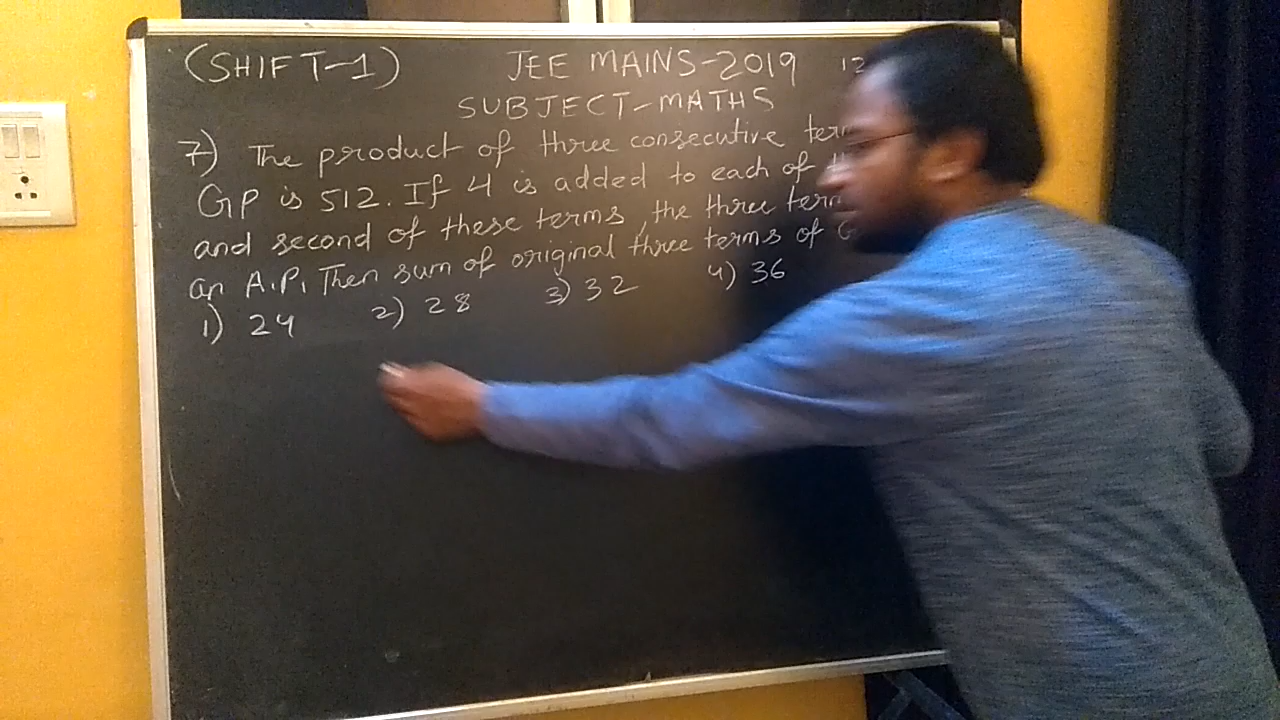 (SHIFT-1) JEE MAINS-2019 12
SUBJECT-MATHS
7) The product of three consecutive
GP is 512. If 4 is added to each of
and second of these terms, the three
an A.P. Then sum of original three terms of G
1) 24 2) 28 3) 32 4) 36